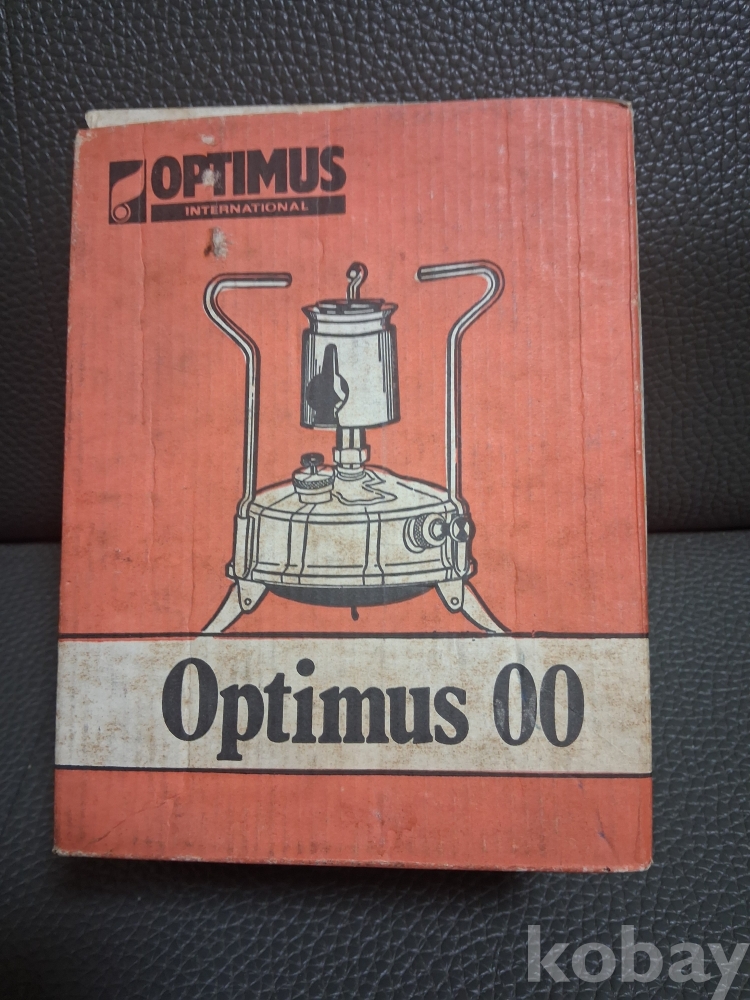 OPTIMUS
INTERNATIONAL
Optimus 00
kobay